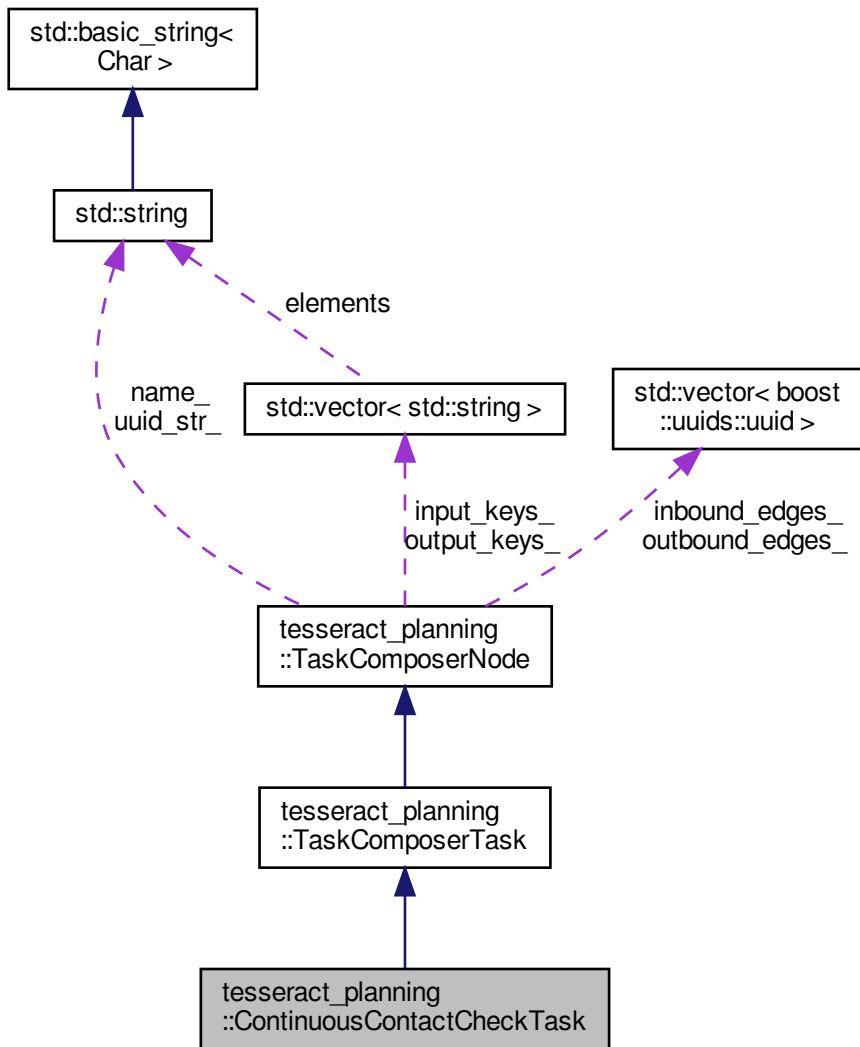 std::basic_string<
Char >
std::string
elements
name_
uuid_str_
std::vector< std::string >
std::vector< boost
::uuids::uuid >
input_keys_
output_keys_
inbound_edges_
outbound_edges_
tesseract_planning
::TaskComposerNode
tesseract_planning
::TaskComposerTask
tesseract_planning
::ContinuousContactCheckTask